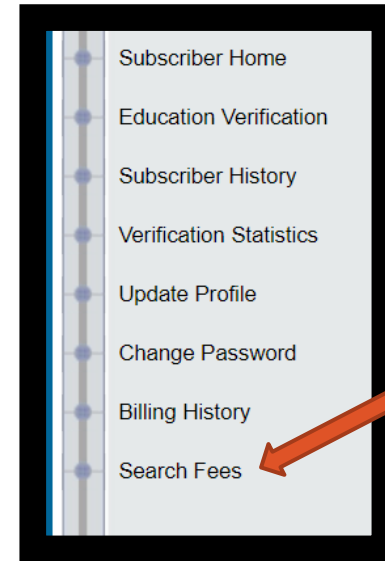 Subscriber Home
Education Verification
Subscriber History
Verification Statistics
Update Profile
Change Password
Billing History
Search Fees